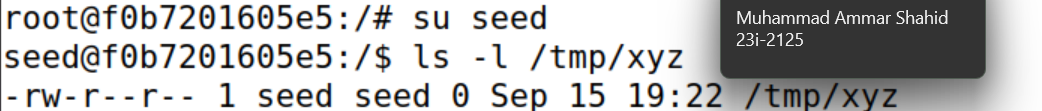 root@f0b7201605e5:/# su seed
seed@f0b7201605e5:/$ ls -l /tmp/xyz
-rw-r--r-- 1 seed seed 0 Sep 15 19:22 /tmp/xyz
Muhammad Ammar Shahid
23i-2125